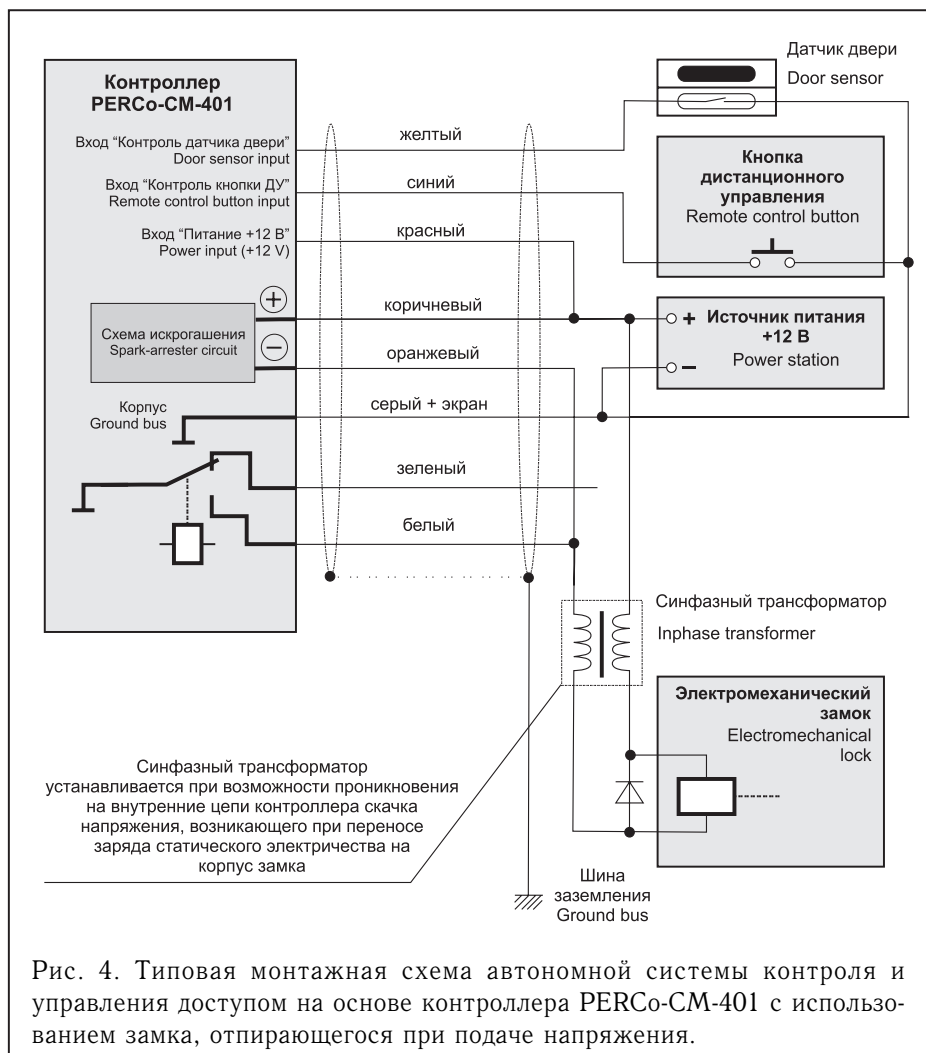 Датчик двери
Door sensor
Контроллер
PERCo-CM-401
Вход “Контроль датчика двери”
Door sensor input
желтый
Кнопка
дистанционного
управления
Remote control button
Вход “Контроль кнопки ДУ”
Remote control button input
синий
Вход “Питание +12 В”
Power input (+12 V)
красный
+
коричневый
Схема искрогашения
Spark-arrester circuit
−
оранжевый
+ Источник питания
+12 В
− Power station
Корпус
Ground bus
серый + экран
зеленый
белый
Синфазный трансформатор
Inphase transformer
Электромеханический
замок
Electromechanical
lock
Синфазный трансформатор
устанавливается при возможности проникновения
на внутренние цепи контроллера скачка
напряжения, возникающего при переносе
заряда статического электричества на
корпус замка
Шина
заземления
Ground bus
Рис. 4. Типовая монтажная схема автономной системы контроля и
управления доступом на основе контроллера PERCo-CM-401 с использо-
ванием замка, отпирающегося при подаче напряжения.